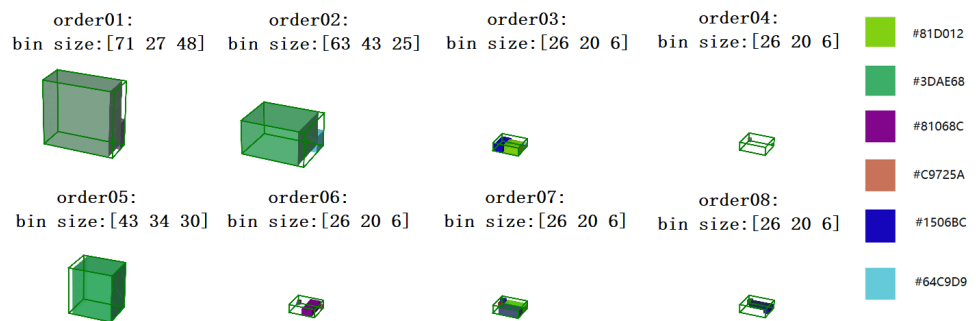 order01:
bin size:[71 27 48]
order02:
bin size:[63 43 25]
order03:
bin size:[26 20 6]
order04:
bin size:[26 20 6]
order05:
bin size:[43 34 30]
order06:
bin size:[26 20 6]
order07:
bin size:[26 20 6]
order08:
bin size:[26 20 6]
#81D012
#3DAE68
#81068C
#C9725A
#1506BC
#64C9D9